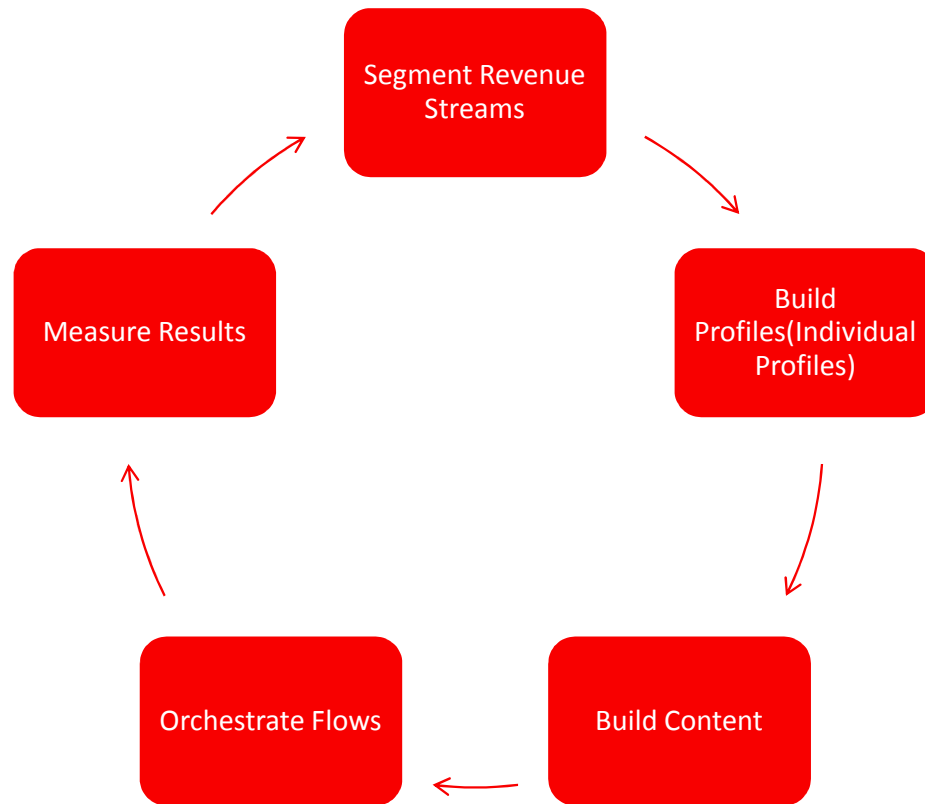 Segment Revenue
Streams
Build
Profiles(Individual
Profiles)
Build Content
Orchestrate Flows
Measure Results